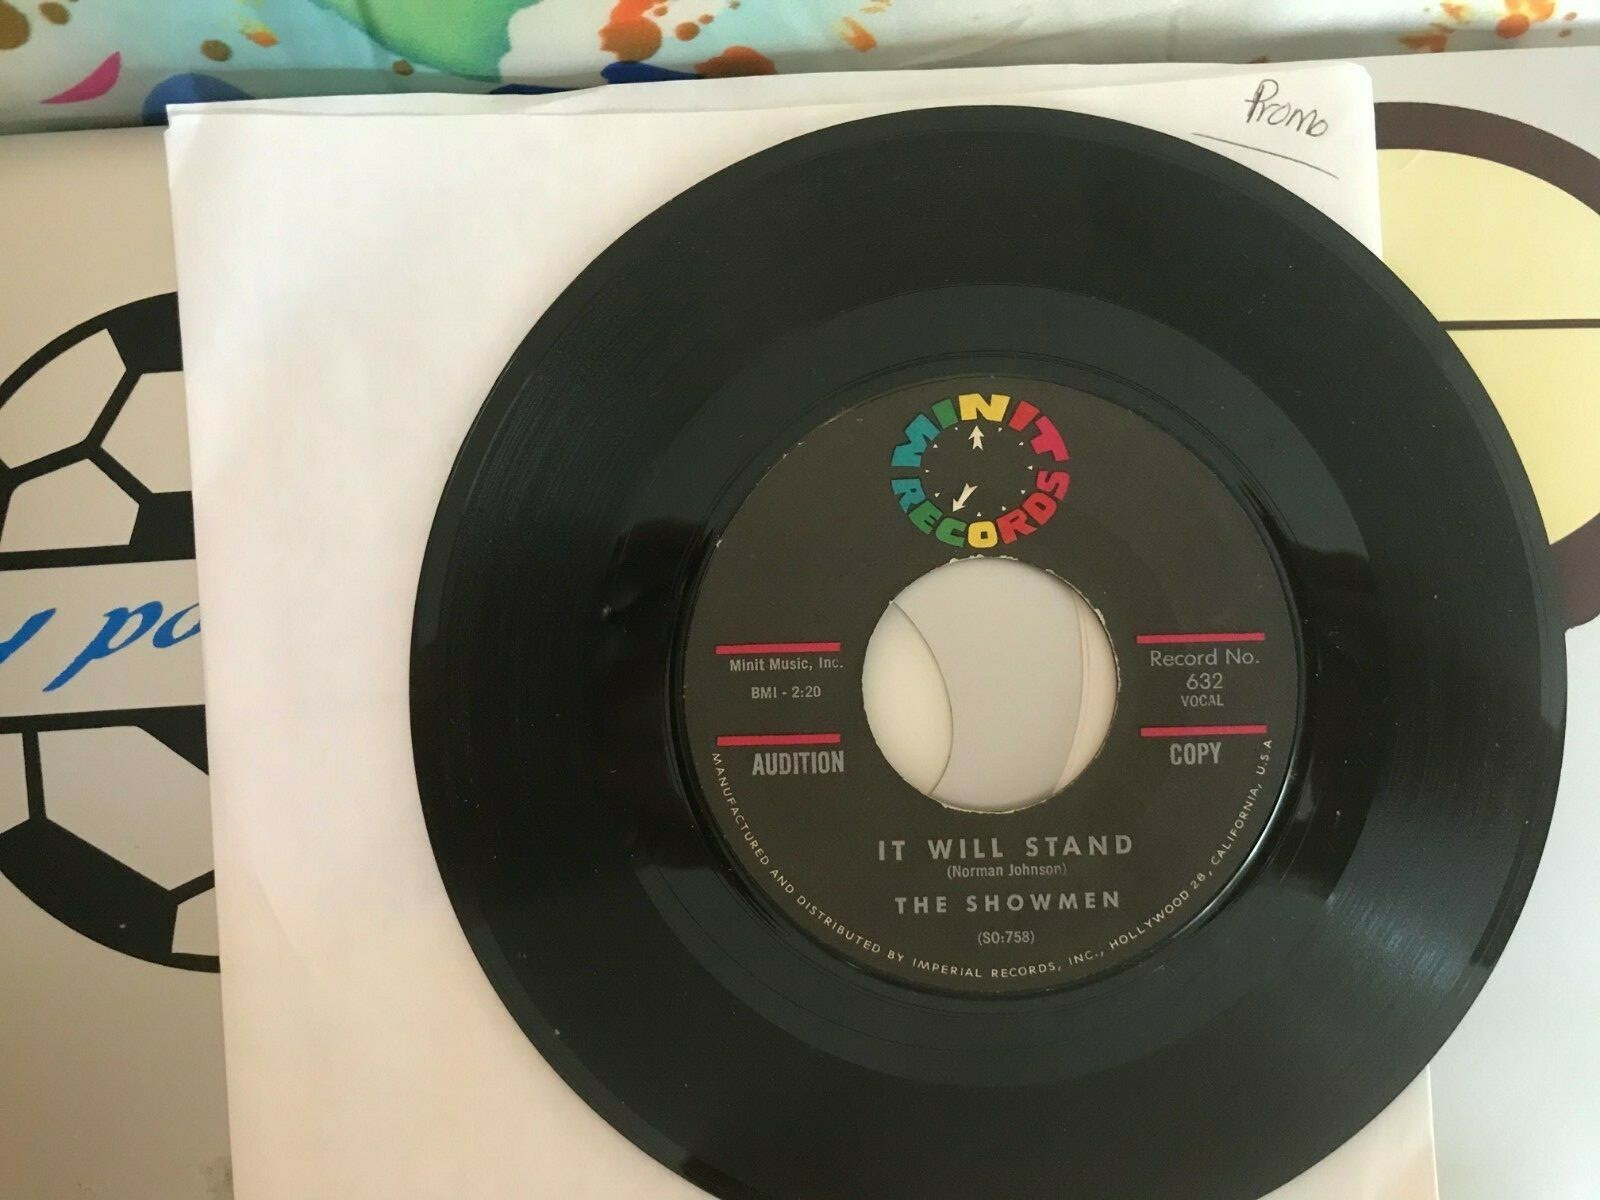 Promo
MINIT
RECORDS
Minit Music, Inc.
BMI - 2:20
AUDITION
Record No.
632
VOCAL
COPY
IT WILL STAND
(Norman Johnson)
THE SHOWMEN
(SO:758)
MANUFACTURED AND DISTRIBUTED BY IMPERIAL RECORDS, INC., HOLLYWOOD 28, CALIFORNIA, U.S.A